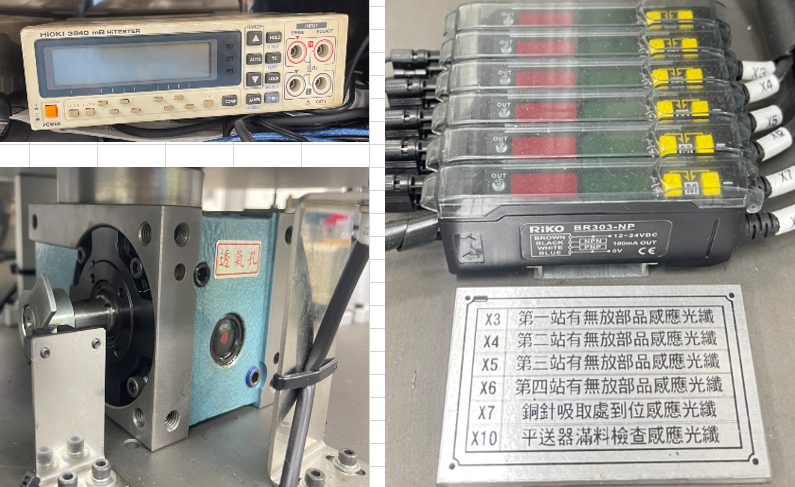 HIOKI 3540 mΩ HiTESTER
RANGE
INPUT
SENSE
SOURCE
HOLD
AUTO
TC
LOCK
COMP
POWER
透氣孔
OUT
OUT
OUT
OUT
OUT
OUT
X3
X4
X5
X7
RiKO BR303-NP
BROWN 12-24VDC
BLACK NPN 100mA OUT
WHITE PNP
BLUE 0V
CE
X3 第一站有無放部品感應光纖
X4 第二站有無放部品感應光纖
X5 第三站有無放部品感應光纖
X6 第四站有無放部品感應光纖
X7 銅針吸取處到位感應光纖
X10 平送器滿料檢查感應光纖